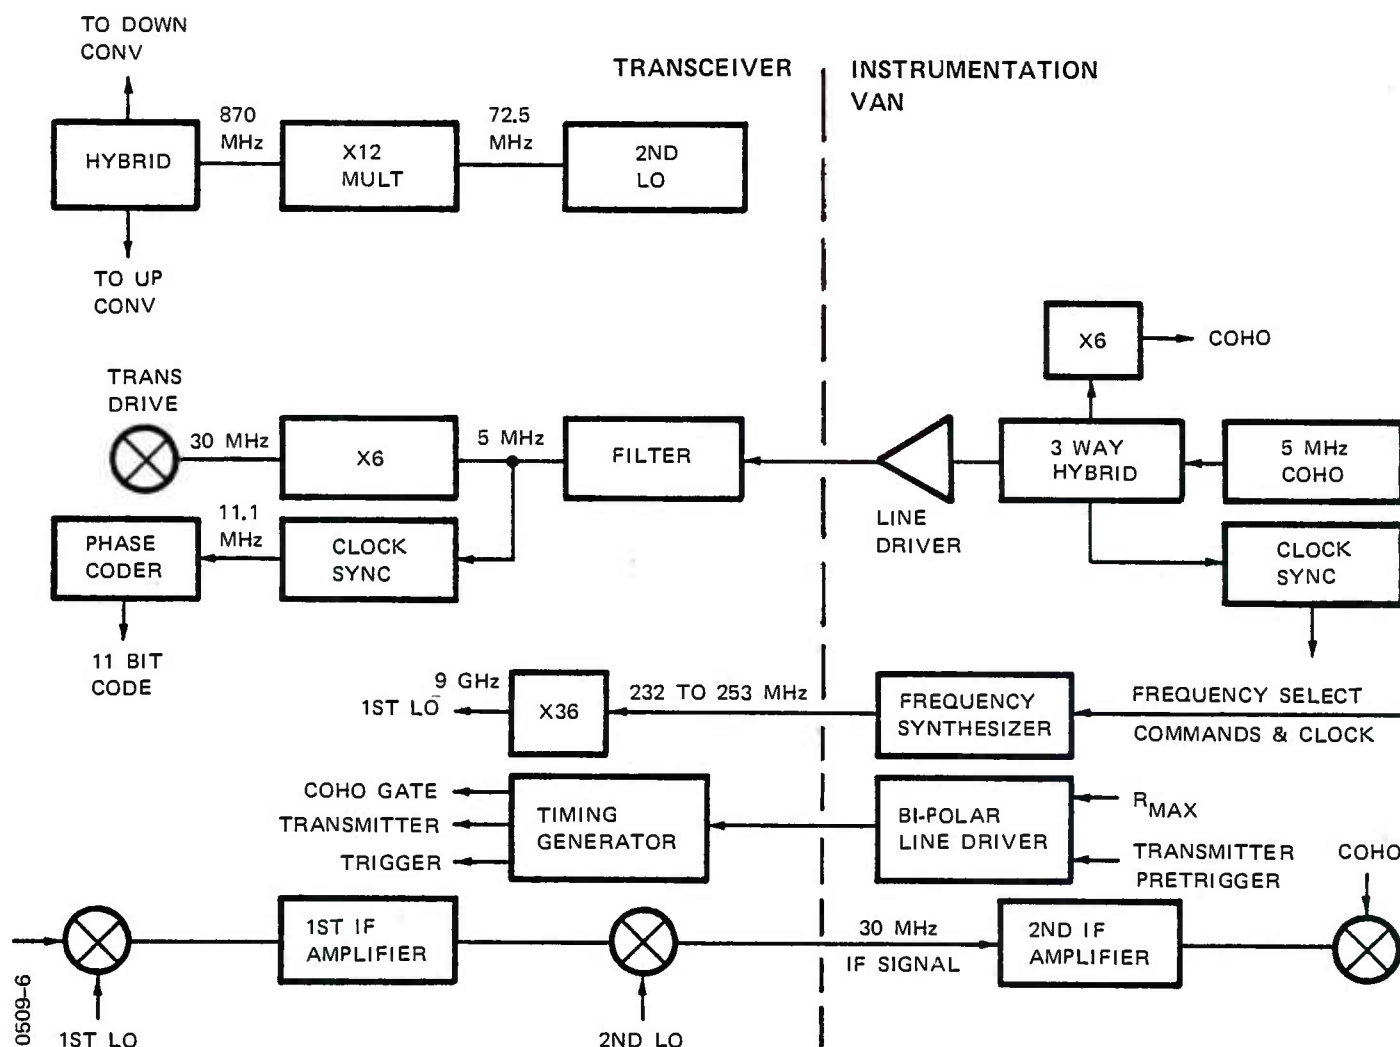 TO DOWN
CONV
TRANSCEIVER
INSTRUMENTATION
VAN
HYBRID
870
MHz
X12
MULT
72.5
MHz
2ND
LO
TO UP
CONV
X6
COHO
TRANS
DRIVE
30 MHz
X6
5 MHz
FILTER
LINE
DRIVER
3 WAY
HYBRID
5 MHz
COHO
PHASE
CODER
11.1
MHz
CLOCK
SYNC
CLOCK
SYNC
11 BIT
CODE
1ST LO
9 GHz
X36
232 TO 253 MHz
FREQUENCY
SYNTHESIZER
FREQUENCY SELECT
COMMANDS & CLOCK
COHO GATE
TRANSMITTER
TRIGGER
TIMING
GENERATOR
BI-POLAR
LINE DRIVER
RMAX
TRANSMITTER
PRETRIGGER
COHO
1ST IF
AMPLIFIER
30 MHz
IF SIGNAL
2ND IF
AMPLIFIER
1ST LO
2ND LO
0509-6